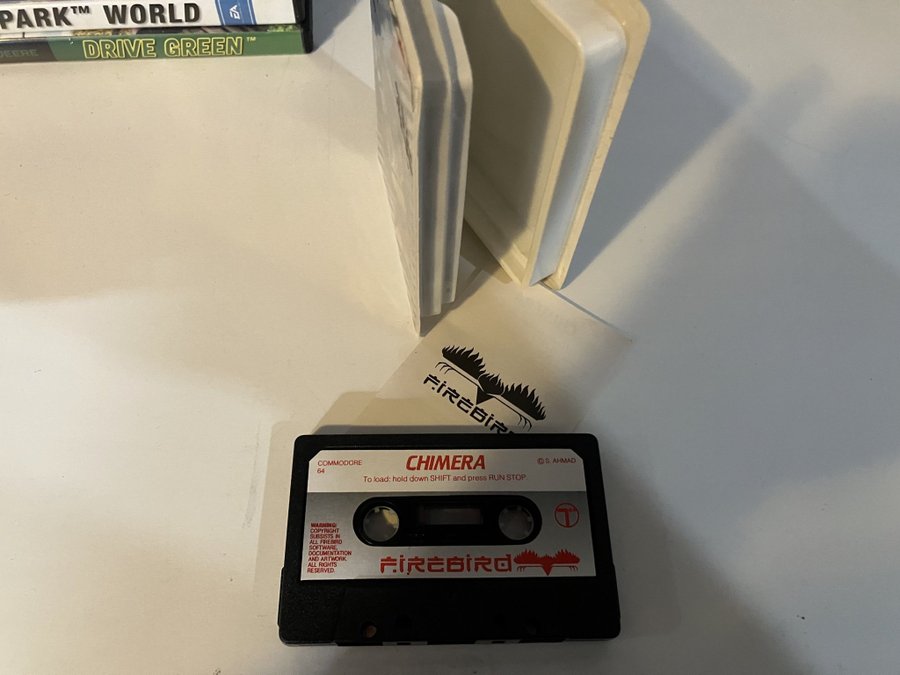 PARK™ WORLD
EA
DEERE
DRIVE GREEN™
FIREBIRD
COMMODORE
64
CHIMERA
© S. AHMAD
To load: hold down SHIFT and press RUN STOP
WARNING:
COPYRIGHT
SUBSISTS IN
ALL FIREBIRD
SOFTWARE,
DOCUMENTATION
AND ARTWORK.
ALL RIGHTS
RESERVED.
T
FIREBIRD